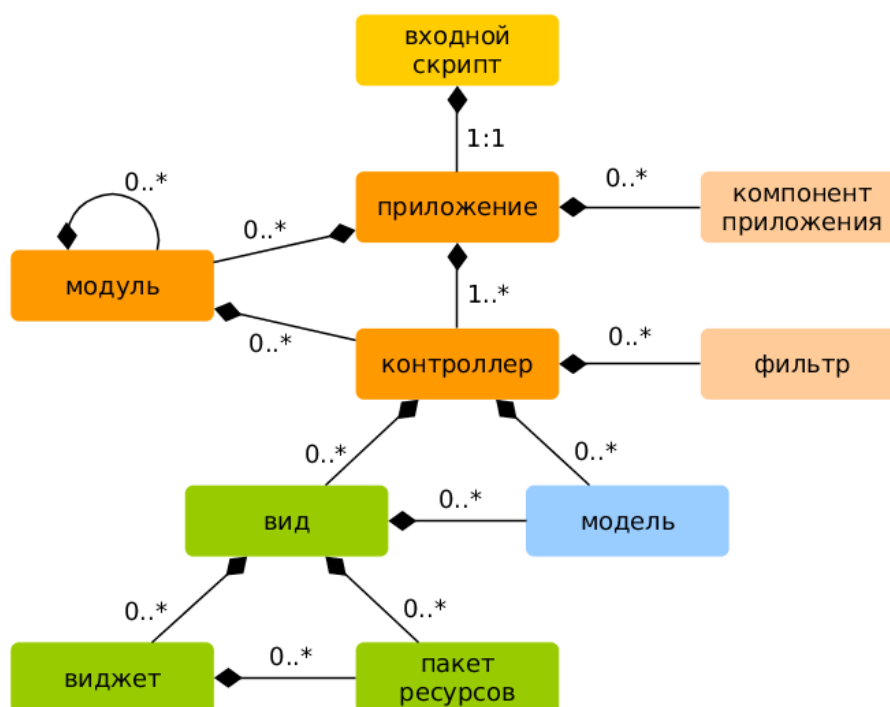 входной
скрипт
1:1
0..*
0..*
приложение
компонент
приложения
0..*
модуль
1..*
0..*
контроллер
0..*
фильтр
0..*
0..*
вид
0..*
модель
0..*
0..*
виджет
0..*
пакет
ресурсов